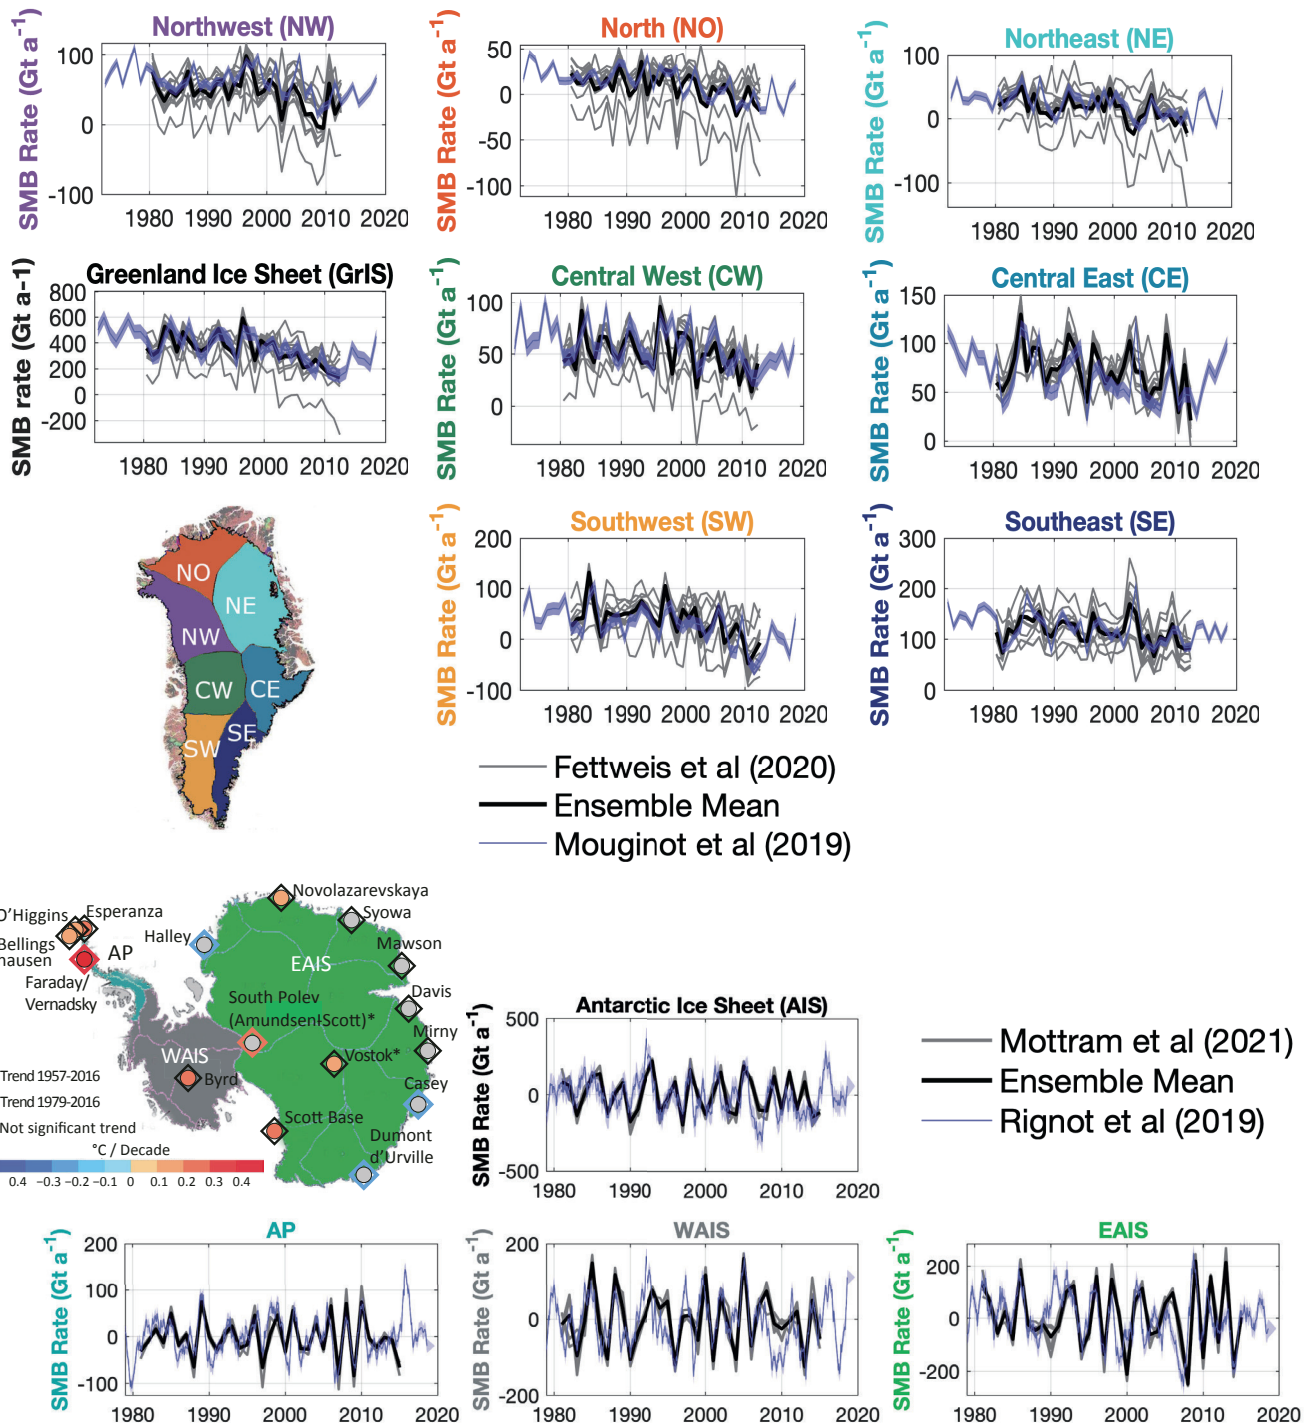 Northwest (NW)
SMB Rate (Gt a⁻¹)
100
0
-100
1980 1990 2000 2010 2020
North (NO)
SMB Rate (Gt a⁻¹)
50
0
-50
-100
1980 1990 2000 2010 2020
Northeast (NE)
SMB Rate (Gt a⁻¹)
100
0
-100
1980 1990 2000 2010 2020
Greenland Ice Sheet (GrIS)
SMB rate (Gt a-1)
800
600
400
200
0
-200
1980 1990 2000 2010 2020
Central West (CW)
SMB Rate (Gt a⁻¹)
100
50
0
1980 1990 2000 2010 2020
Central East (CE)
SMB Rate (Gt a⁻¹)
150
100
50
0
1980 1990 2000 2010 2020
NO
NE
NW
CW
CE
SW
SE
Southwest (SW)
SMB Rate (Gt a⁻¹)
200
100
0
-100
1980 1990 2000 2010 2020
Southeast (SE)
SMB Rate (Gt a⁻¹)
300
200
100
0
1980 1990 2000 2010 2020
Fettweis et al (2020)
Ensemble Mean
Mouginot et al (2019)
Novolazarevskaya
O'Higgins
Esperanza
Syowa
Bellings
hausen
AP
Halley
Mawson
EAIS
Faraday/
Vernadsky
Davis
South Polev
(Amundsen-Scott)*
Mirny
WAIS
Vostok*
Byrd
Casey
Scott Base
Dumont
d'Urville
Trend 1957-2016
Trend 1979-2016
Not significant trend
°C / Decade
0.4 −0.3 −0.2 −0.1 0 0.1 0.2 0.3 0.4
Antarctic Ice Sheet (AIS)
SMB Rate (Gt a⁻¹)
500
0
-500
1980 1990 2000 2010 2020
Mottram et al (2021)
Ensemble Mean
Rignot et al (2019)
AP
SMB Rate (Gt a⁻¹)
200
100
0
-100
1980 1990 2000 2010 2020
WAIS
SMB Rate (Gt a⁻¹)
200
0
-200
1980 1990 2000 2010 2020
EAIS
SMB Rate (Gt a⁻¹)
200
0
-200
1980 1990 2000 2010 2020